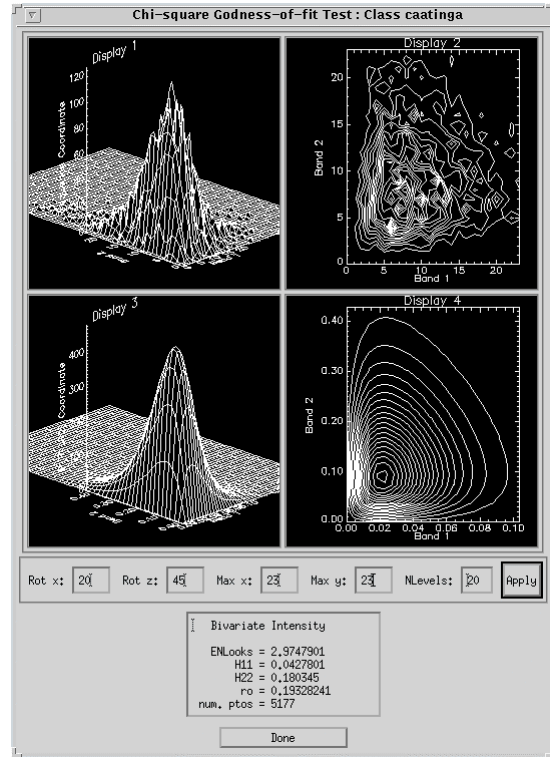 Chi-square Godness-of-fit Test : Class caatinga
Display 1
120
100
80
60
40
Coordinate
Display 2
Band 2
20
15
10
5
0
0 5 10 15 20
Band 1
Display 3
400
300
Coordinate
Display 4
Band 2
0.40
0.30
0.20
0.10
0.00
0.00 0.02 0.04 0.06 0.08 0.10
Band 1
Rot x: 20 Rot z: 45 Max x: 23 Max y: 23 NLevels: 20 Apply
Bivariate Intensity
ENLooks = 2.9747901
H11 = 0.0427801
H22 = 0.180345
ro = 0.19328241
num. ptos = 5177
Done